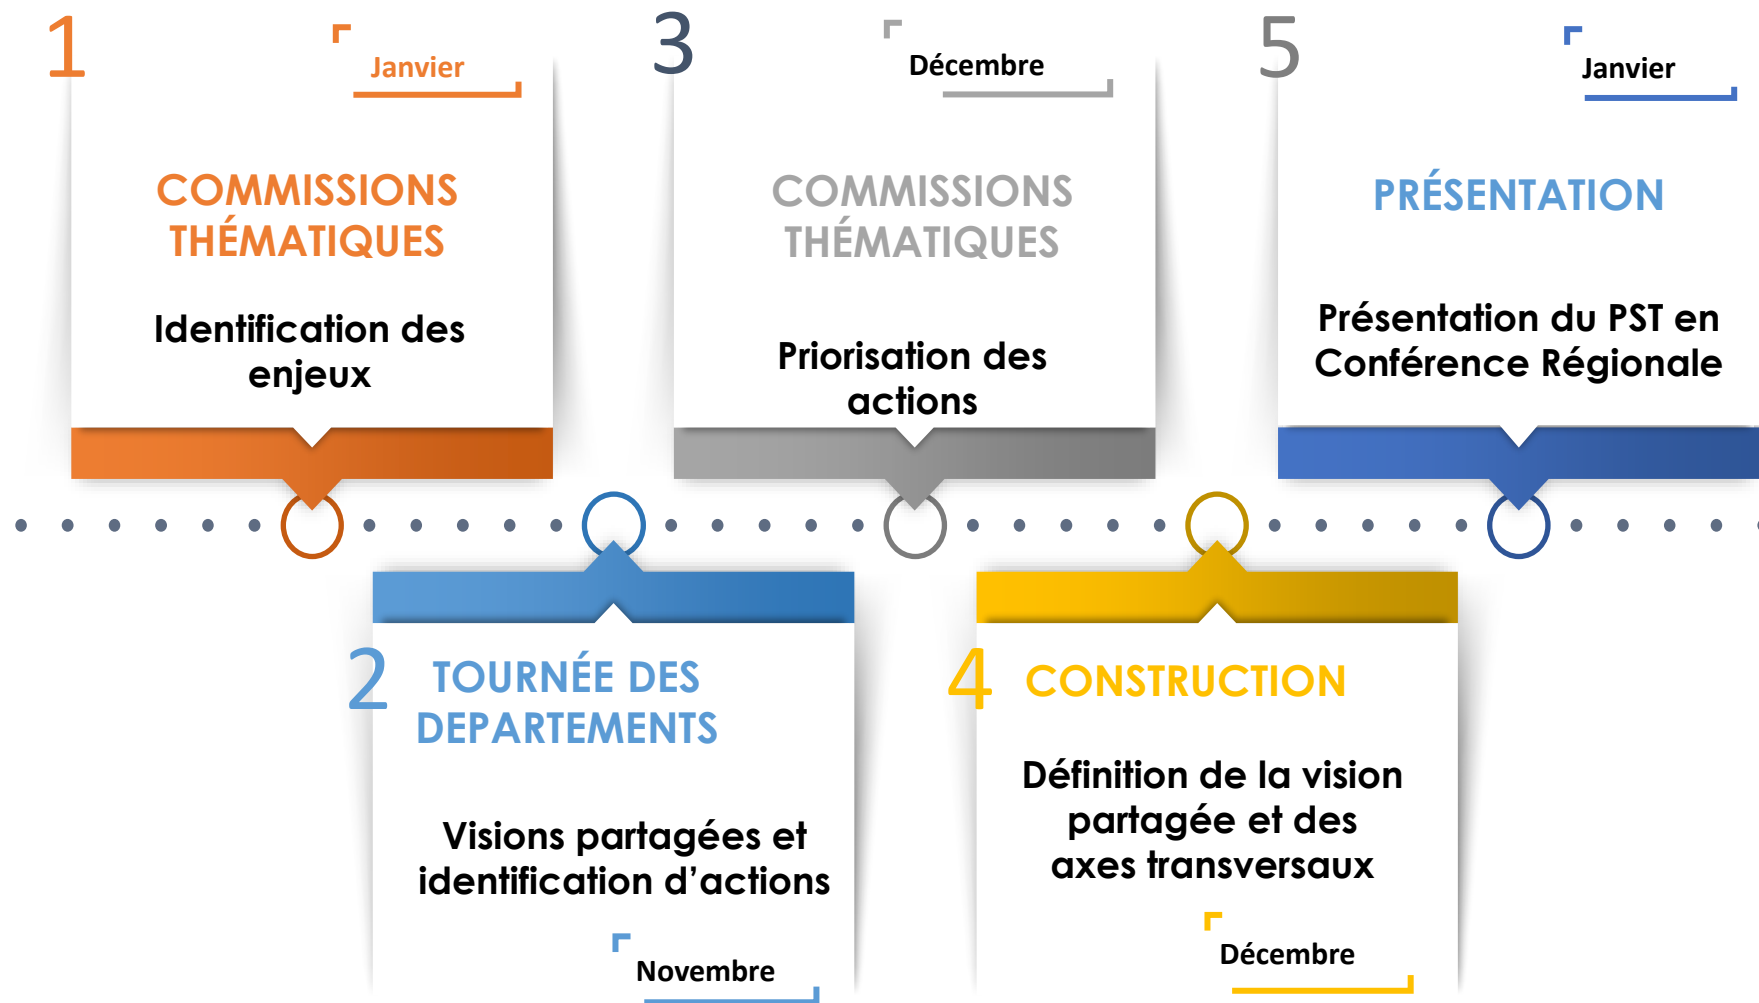 1
Janvier
COMMISSIONS
THÉMATIQUES
Identification des
enjeux
2
TOURNÉE DES
DEPARTEMENTS
Visions partagées et
identification d’actions
Novembre
3
Décembre
COMMISSIONS
THÉMATIQUES
Priorisation des
actions
4
CONSTRUCTION
Définition de la vision
partagée et des
axes transversaux
Décembre
5
Janvier
PRÉSENTATION
Présentation du PST en
Conférence Régionale